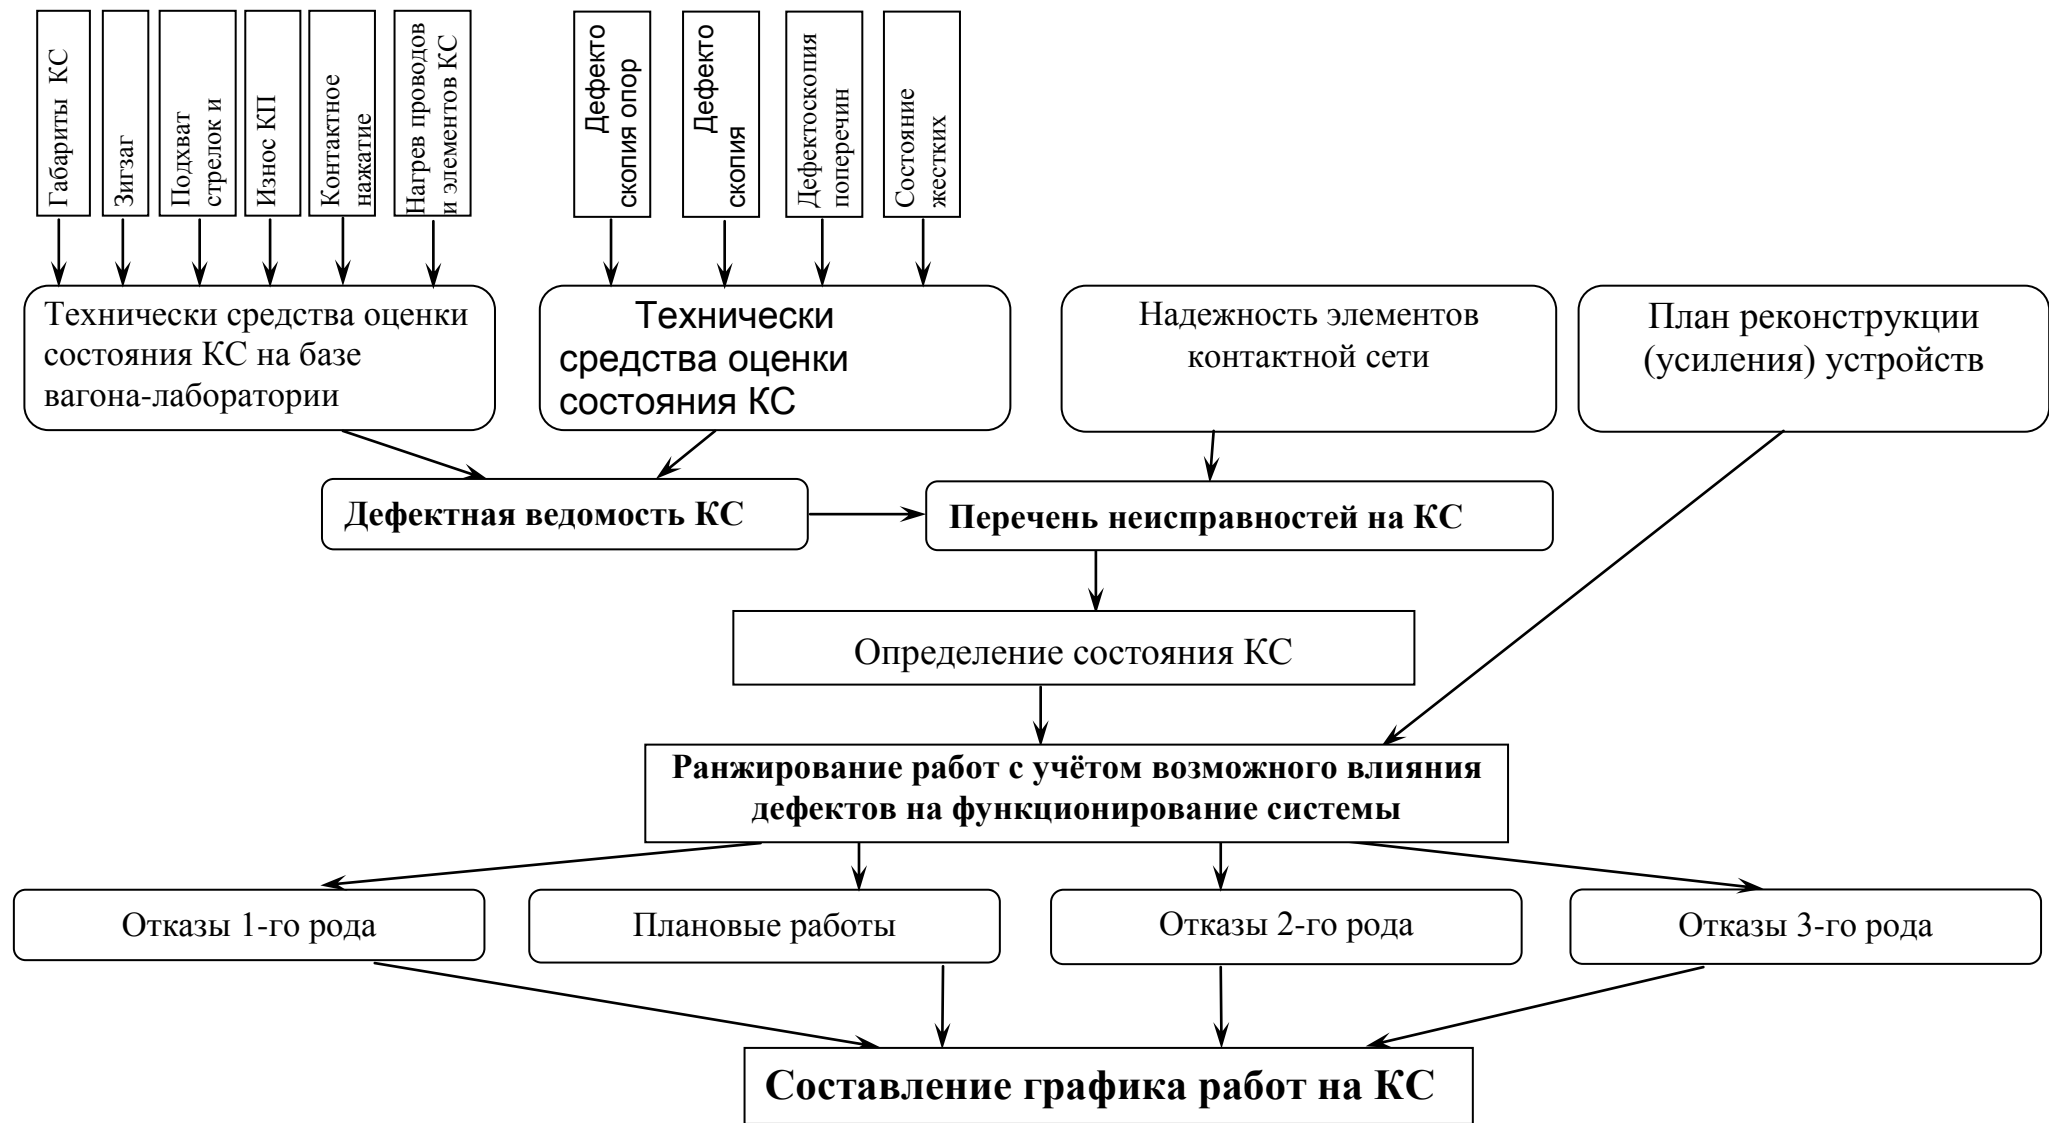 Габариты КС
Зигзаг
Подхват
стрелок и
Износ КП
Контактное
нажатие
Нагрев проводов
и элементов КС
Дефекто
скопия опор
Дефекто
скопия
Дефектоскопия
поперечин
Состояние
жестких
Технически средства оценки
состояния КС на базе
вагона-лаборатории
Технически
средства оценки
состояния КС
Надежность элементов
контактной сети
План реконструкции
(усиления) устройств
Дефектная ведомость КС
Перечень неисправностей на КС
Определение состояния КС
Ранжирование работ с учётом возможного влияния
дефектов на функционирование системы
Отказы 1-го рода
Плановые работы
Отказы 2-го рода
Отказы 3-го рода
Составление графика работ на КС